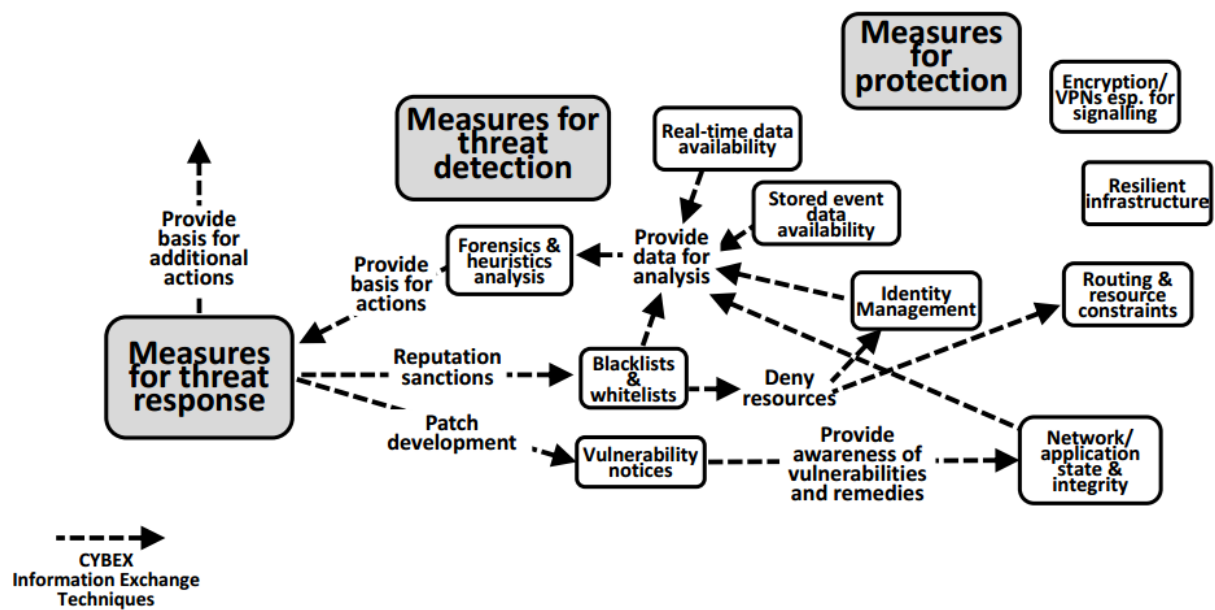 Measures
for
protection
Encryption/
VPNs esp. for
signalling
Measures for
threat
detection
Real-time data
availability
Resilient
infrastructure
Stored event
data
availability
Provide
basis for
additional
actions
Forensics &
heuristics
analysis
Provide
data for
analysis
Provide
basis for
actions
Identity
Management
Routing &
resource
constraints
Measures
for threat
response
Reputation
sanctions
Blacklists
&
whitelists
Deny
resources
Patch
development
Vulnerability
notices
Provide
awareness of
vulnerabilities
and remedies
Network/
application
state &
integrity
CYBEX
Information Exchange
Techniques